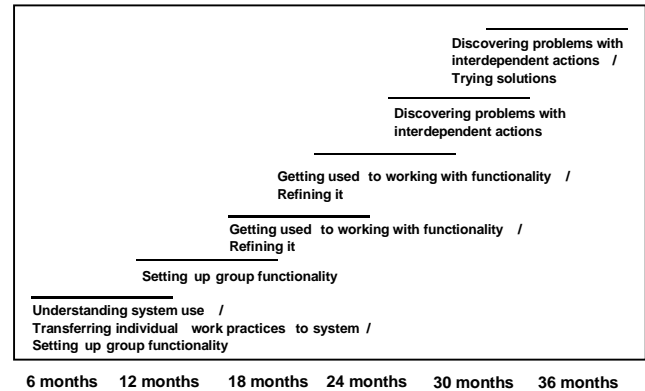 Discovering problems with
interdependent actions /
Trying solutions
Discovering problems with
interdependent actions
Getting used to working with functionality /
Refining it
Getting used to working with functionality /
Refining it
Setting up group functionality
Understanding system use /
Transferring individual work practices to system /
Setting up group functionality
6 months 12 months 18 months 24 months 30 months 36 months